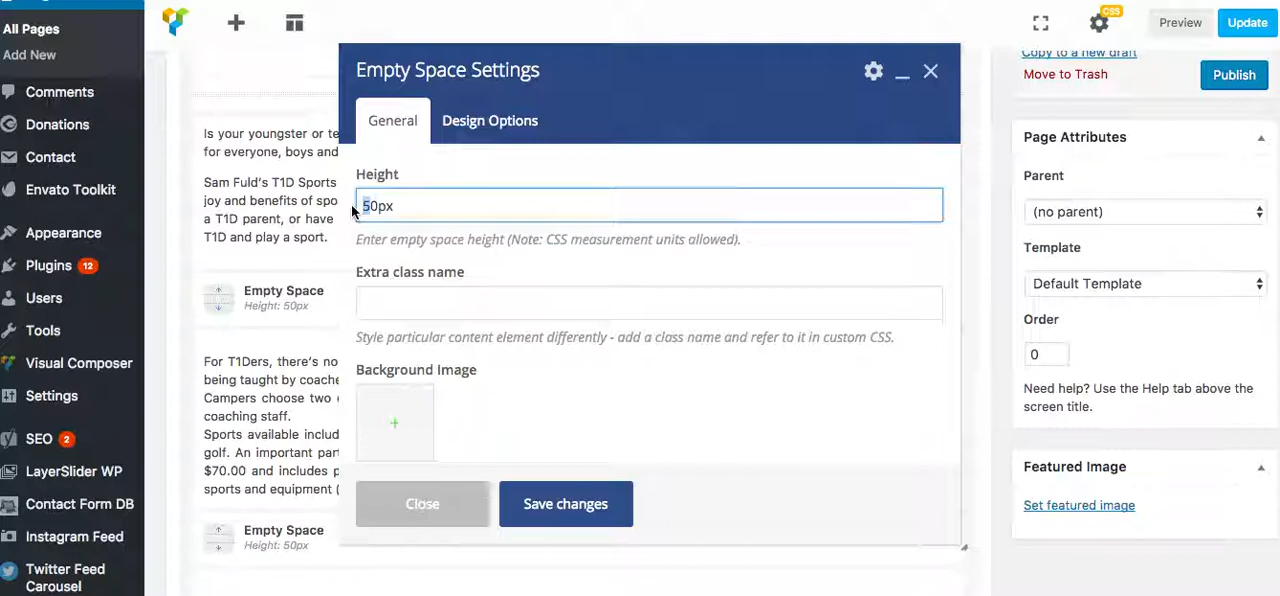 All Pages
Add New
Comments
Donations
Contact
Envato Toolkit
Appearance
Plugins 12
Users
Tools
Visual Composer
Settings
SEO 2
LayerSlider WP
Contact Form DB
Instagram Feed
Twitter Feed
Carousel
CSS
Preview
Update
Is your youngster or te
for everyone, boys and
Sam Fuld's T1D Sports
joy and benefits of spo
a T1D parent, or have
T1D and play a sport.
Empty Space
Height: 50px
For T1Ders, there's no
being taught by coache
Campers choose two
coaching staff.
Sports available includ
golf. An important part
$70.00 and includes p
sports and equipment (
Empty Space
Height: 50px
Empty Space Settings
General
Design Options
Height
50px
Enter empty space height (Note: CSS measurement units allowed).
Extra class name
Style particular content element differently - add a class name and refer to it in custom CSS.
Background Image
+
Close
Save changes
Copy to a new draft
Move to Trash
Publish
Page Attributes
Parent
(no parent)
Template
Default Template
Order
0
Need help? Use the Help tab above the
screen title.
Featured Image
Set featured image